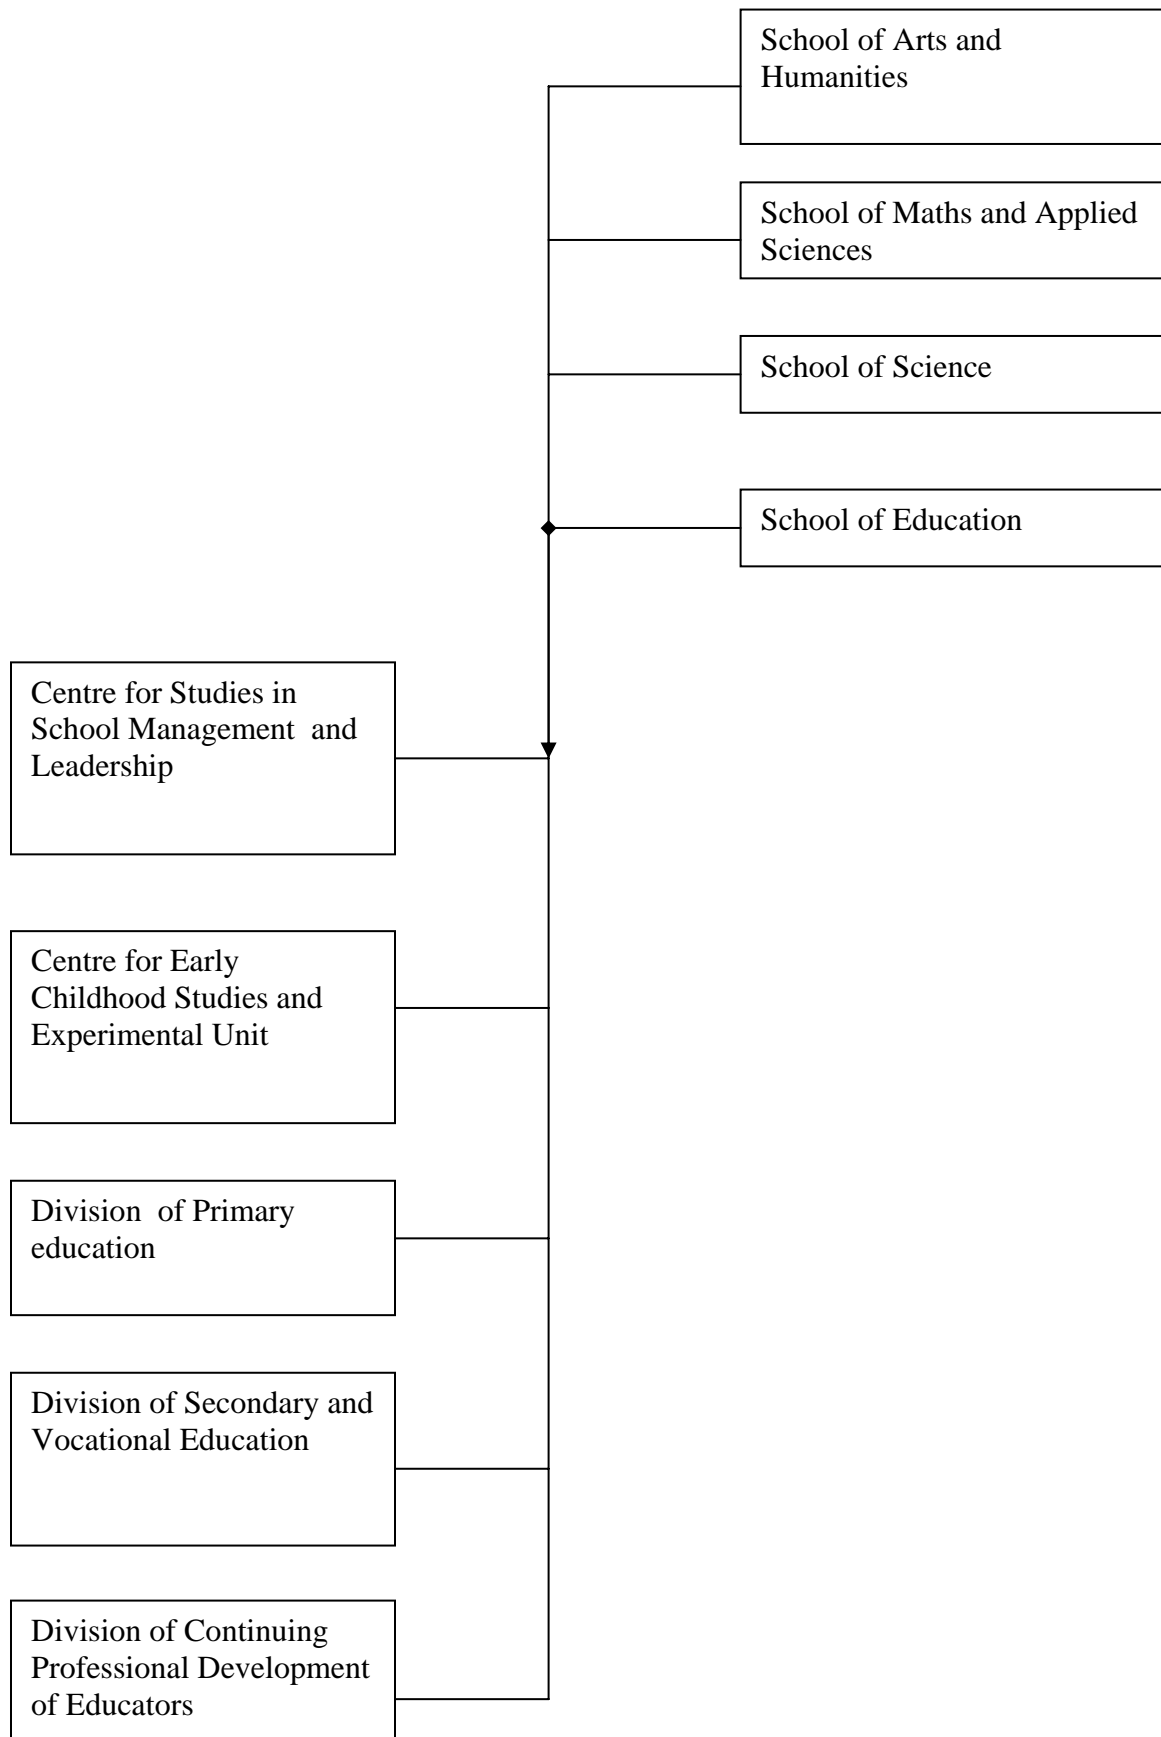 School of Arts and
Humanities
School of Maths and Applied
Sciences
School of Science
School of Education
Centre for Studies in
School Management  and
Leadership
Centre for Early
Childhood Studies and
Experimental Unit
Division  of Primary
education
Division of Secondary and
Vocational Education
Division of Continuing
Professional Development
of Educators